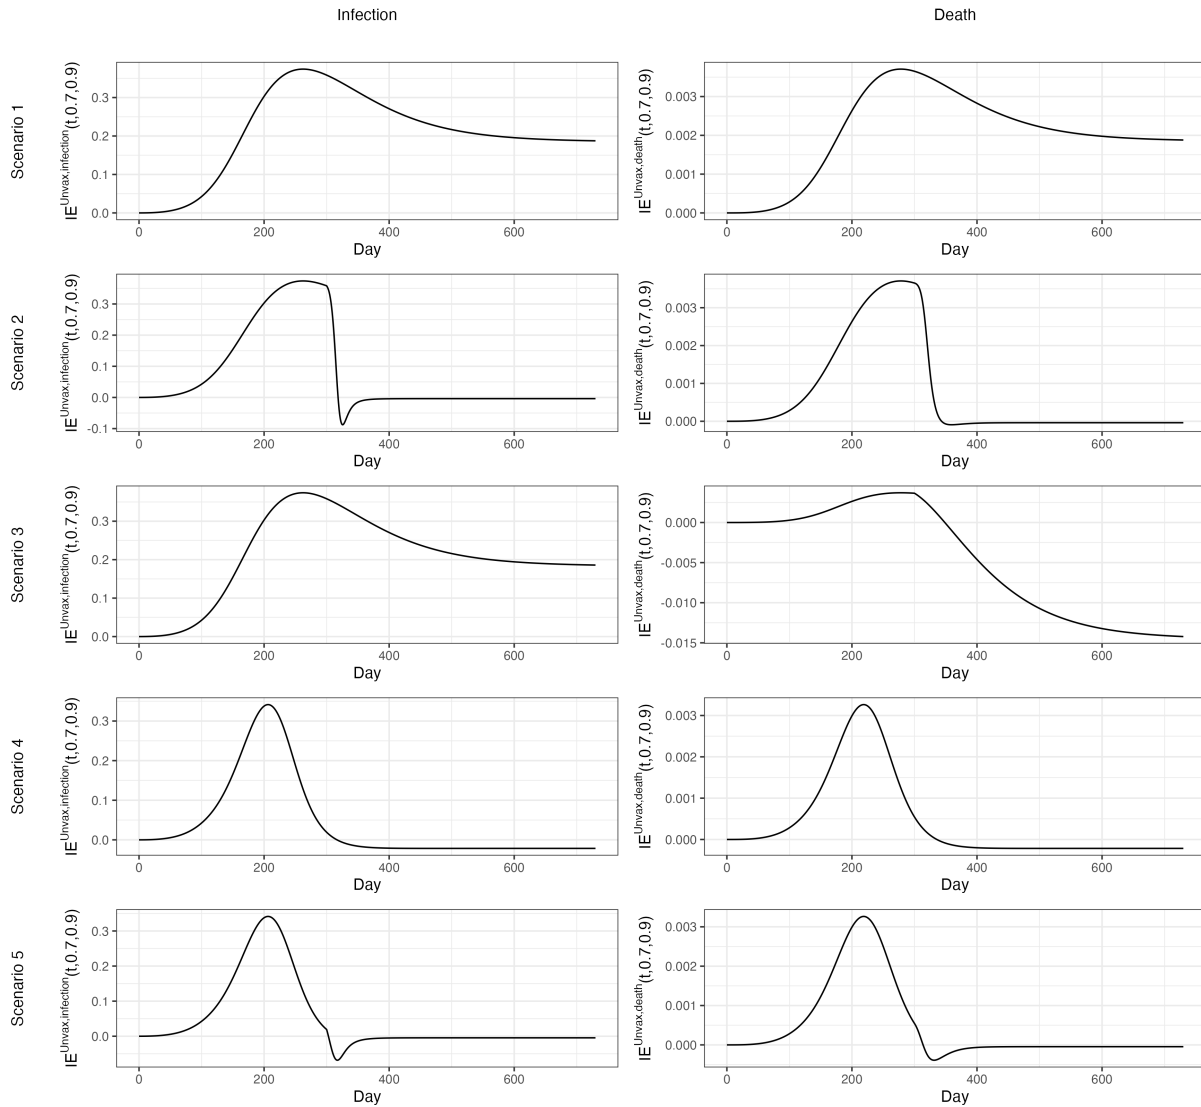 Infection Death
Scenario 1
IE^Unvax,infection(t,0.7,0.9)
0.3
0.2
0.1
0.0
0 200 400 600
Day
IE^Unvax,death(t,0.7,0.9)
0.003
0.002
0.001
0.000
0 200 400 600
Day
Scenario 2
IE^Unvax,infection(t,0.7,0.9)
0.3
0.2
0.1
0.0
-0.1
0 200 400 600
Day
IE^Unvax,death(t,0.7,0.9)
0.003
0.002
0.001
0.000
0 200 400 600
Day
Scenario 3
IE^Unvax,infection(t,0.7,0.9)
0.3
0.2
0.1
0.0
0 200 400 600
Day
IE^Unvax,death(t,0.7,0.9)
0.000
-0.005
-0.010
-0.015
0 200 400 600
Day
Scenario 4
IE^Unvax,infection(t,0.7,0.9)
0.3
0.2
0.1
0.0
0 200 400 600
Day
IE^Unvax,death(t,0.7,0.9)
0.003
0.002
0.001
0.000
0 200 400 600
Day
Scenario 5
IE^Unvax,infection(t,0.7,0.9)
0.3
0.2
0.1
0.0
0 200 400 600
Day
IE^Unvax,death(t,0.7,0.9)
0.003
0.002
0.001
0.000
0 200 400 600
Day